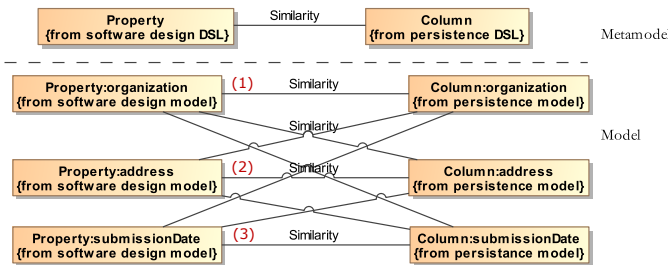 Property
{from software design DSL}
Similarity
Column
{from persistence DSL}
Metamode
Property:organization
{from software design model}
(1)
Similarity
Column:organization
{from persistence model}
Similarity
Model
Property:address
{from software design model}
(2)
Similarity
Column:address
{from persistence model}
Property:submissionDate
{from software design model}
(3)
Similarity
Column:submissionDate
{from persistance model}